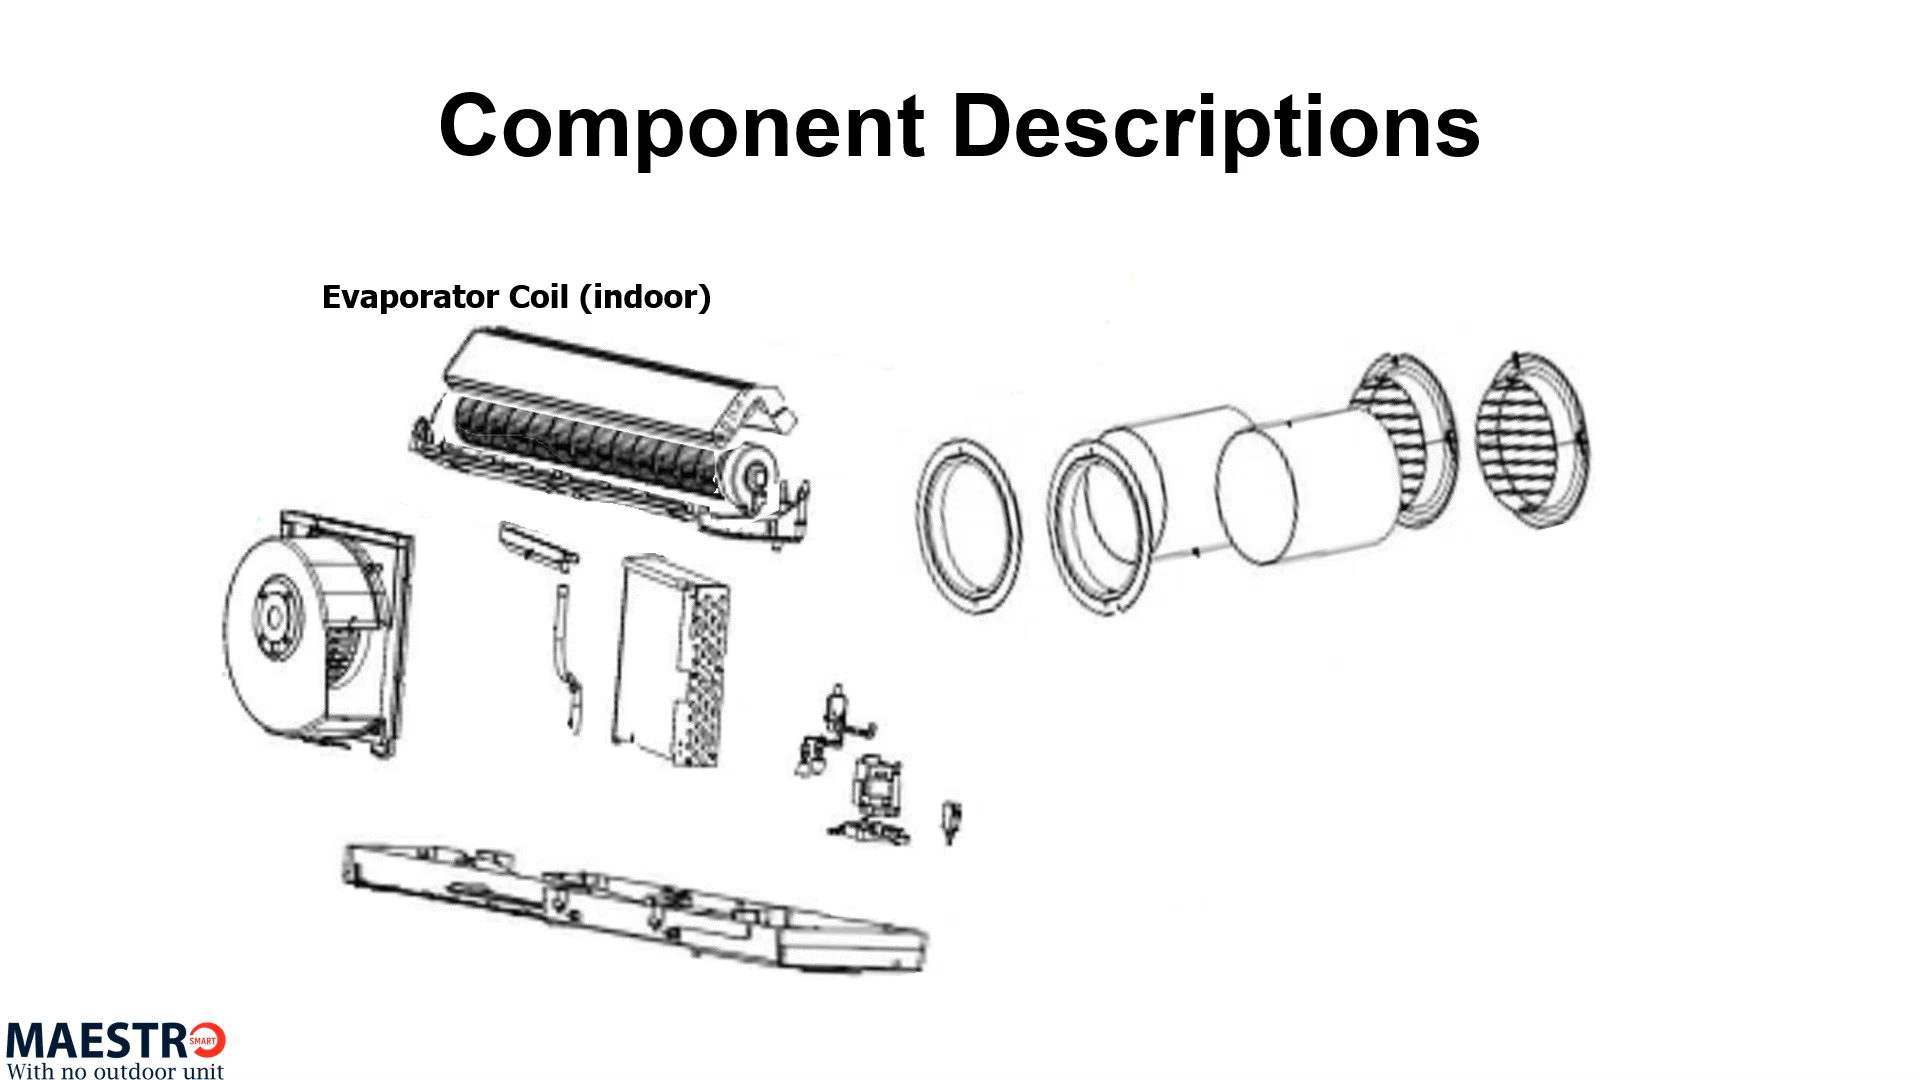 Component Descriptions
Evaporator Coil (indoor)
MAESTRO
SMART
With no outdoor unit